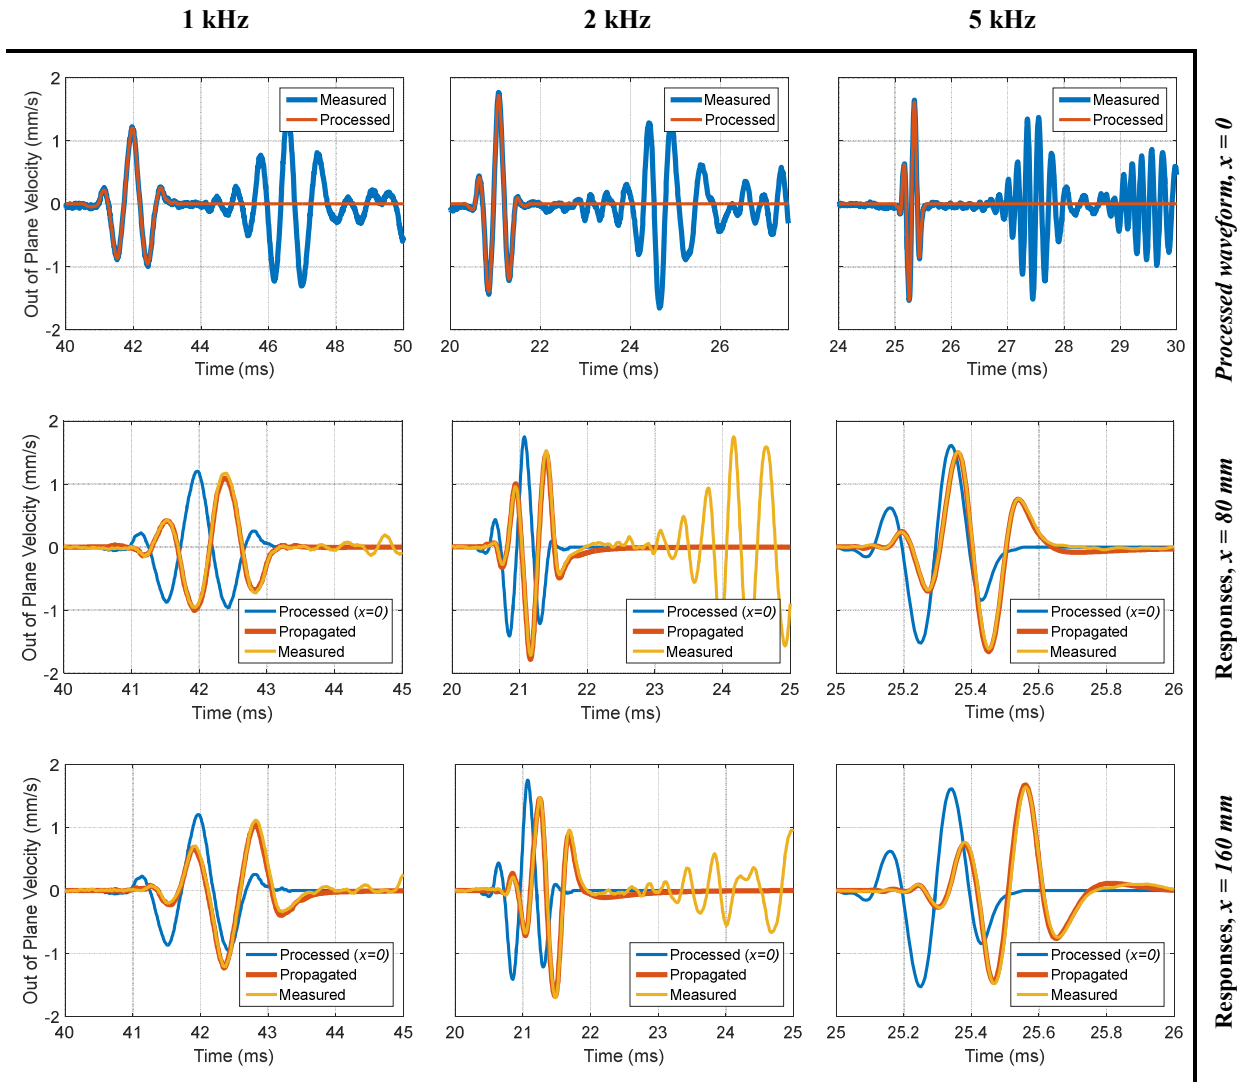 1 kHz 2 kHz 5 kHz
Out of Plane Velocity (mm/s)
2
1
0
-1
-2
Measured
Processed
40 42 44 46 48 50
Time (ms)
Measured
Processed
20 22 24 26
Time (ms)
Measured
Processed
24 25 26 27 28 29 30
Time (ms)
Processed waveform, x = 0
Out of Plane Velocity (mm/s)
2
1
0
-1
-2
Processed (x=0)
Propagated
Measured
40 41 42 43 44 45
Time (ms)
Processed (x=0)
Propagated
Measured
20 21 22 23 24 25
Time (ms)
Processed (x=0)
Propagated
Measured
25 25.2 25.4 25.6 25.8 26
Time (ms)
Responses, x = 80 mm
Out of Plane Velocity (mm/s)
2
1
0
-1
-2
Processed (x=0)
Propagated
Measured
40 41 42 43 44 45
Time (ms)
Processed (x=0)
Propagated
Measured
20 21 22 23 24 25
Time (ms)
Processed (x=0)
Propagated
Measured
25 25.2 25.4 25.6 25.8 26
Time (ms)
Responses, x = 160 mm